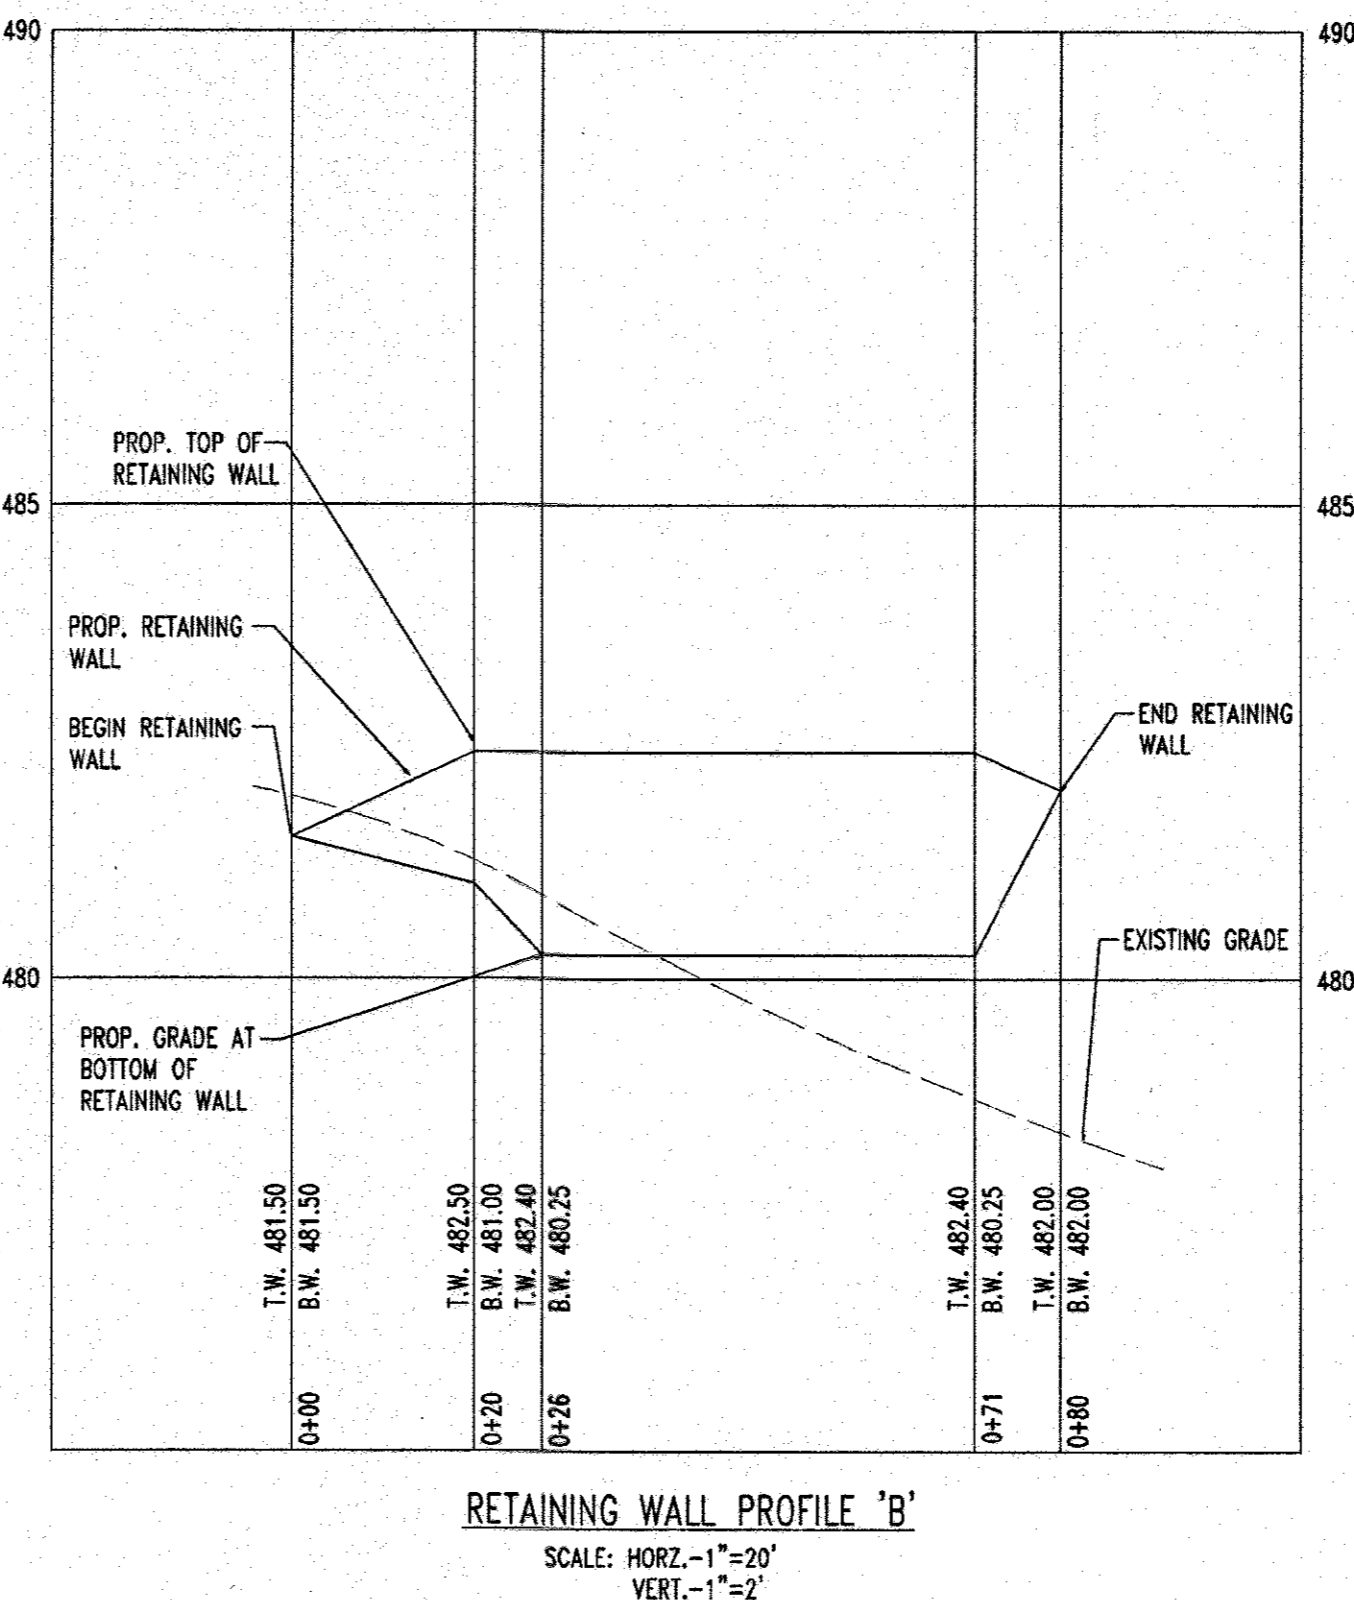 490
490
PROP. TOP OF
RETAINING WALL
485
485
PROP. RETAINING
WALL
BEGIN RETAINING
WALL
END RETAINING
WALL
EXISTING GRADE
480
480
PROP. GRADE AT
BOTTOM OF
RETAINING WALL
T.W. 481.50
B.W. 481.50
T.W. 482.50
B.W. 481.00
T.W. 482.40
B.W. 480.25
T.W. 482.40
B.W. 480.25
T.W. 482.00
B.W. 482.00
0+00
0+20
0+26
0+71
0+80
RETAINING WALL PROFILE 'B'
SCALE: HORZ.-1"=20'
VERT.-1"=2'